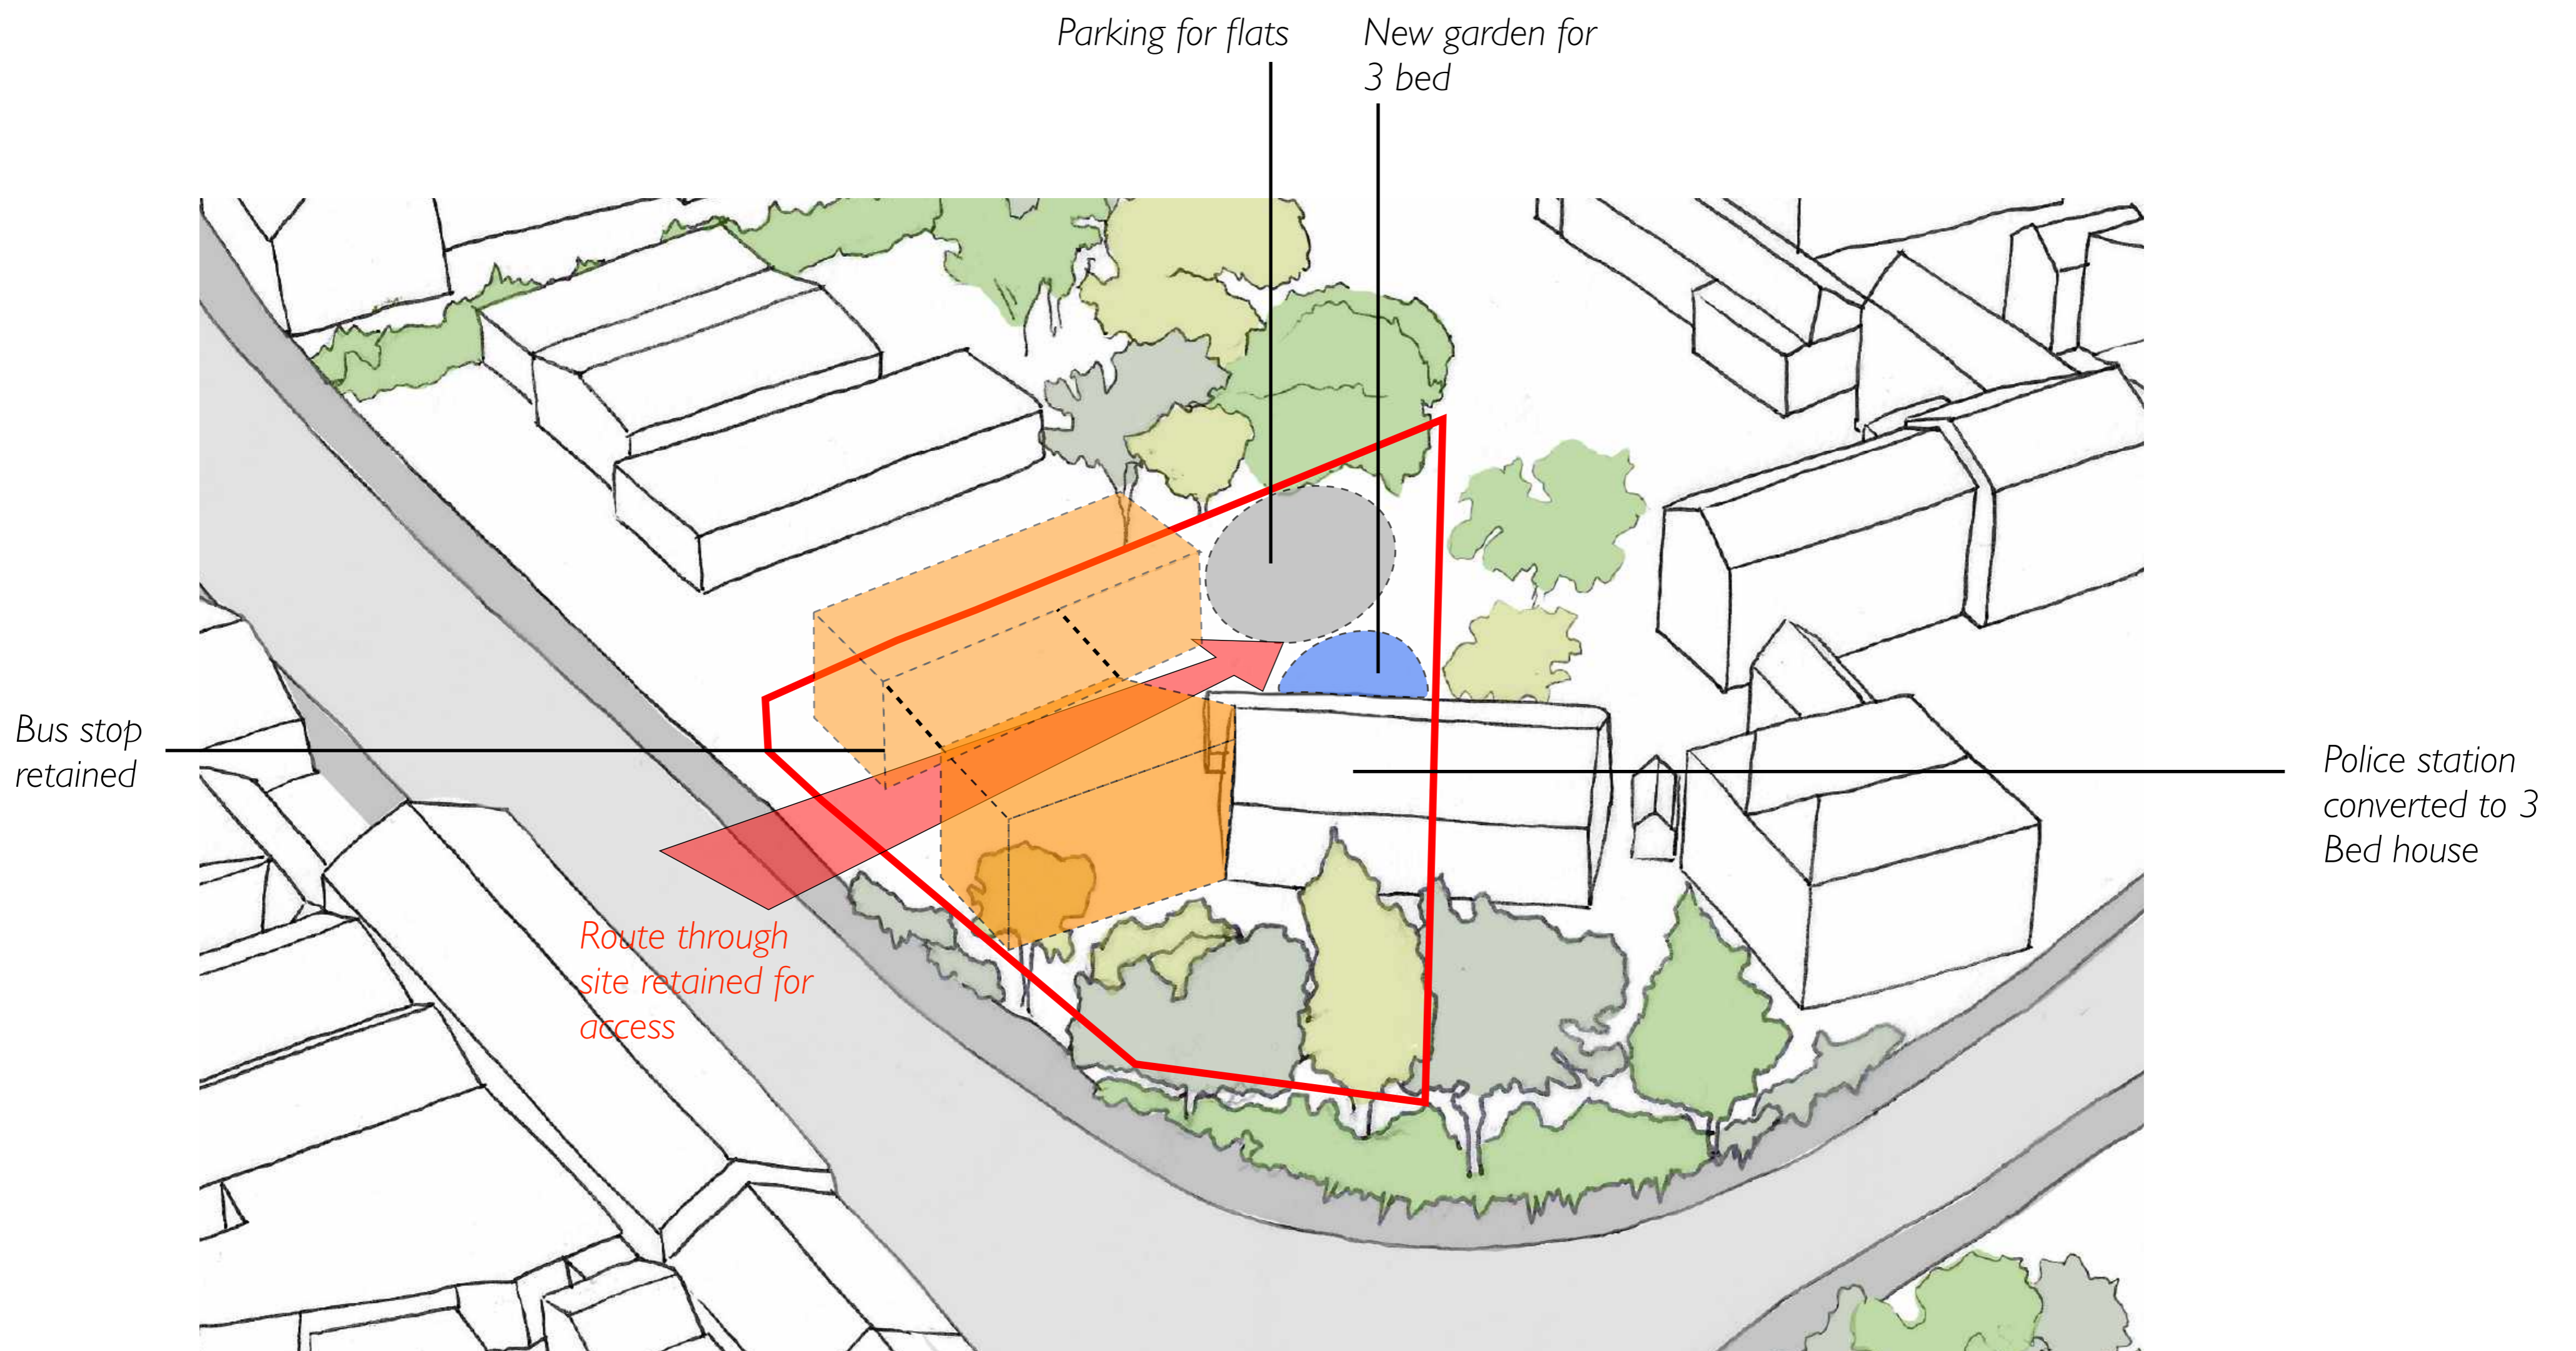 Parking for flats
New garden for
3 bed
Bus stop
retained
Police station
converted to 3
Bed house
Route through
site retained for
access